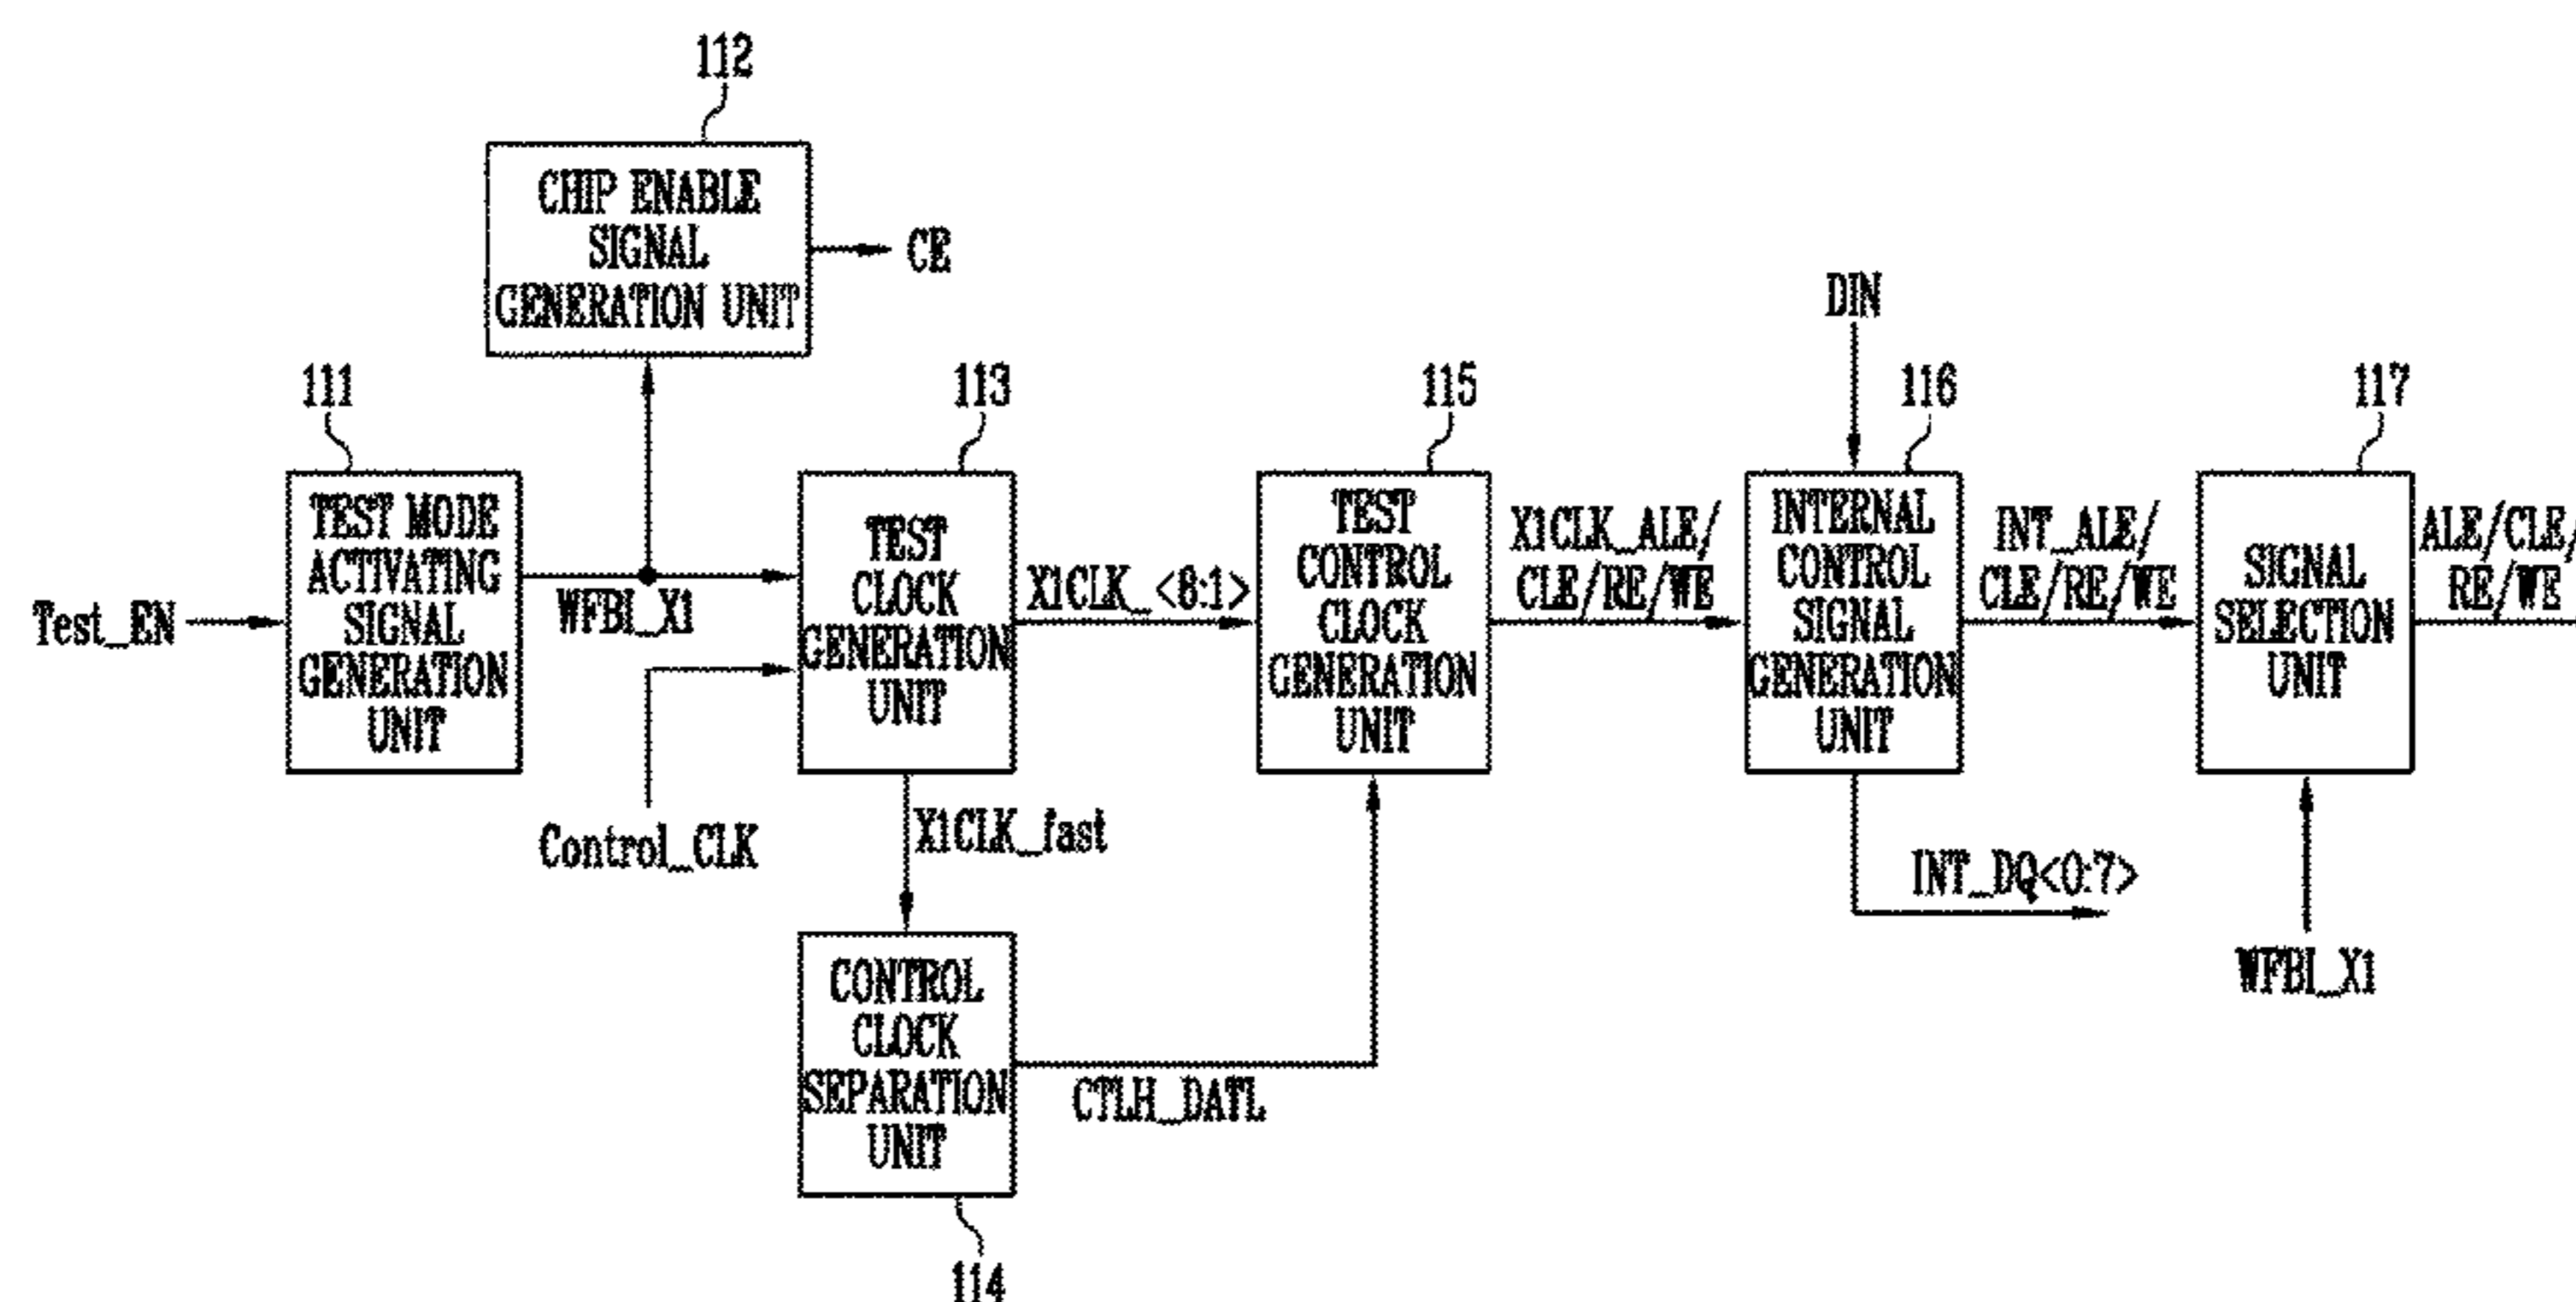 112
CHIP ENABLE
SIGNAL
GENERATION UNIT
CE
DIN
111
113
115
116
117
TEST MODE
ACTIVATING
SIGNAL
GENERATION
UNIT
TEST
CLOCK
GENERATION
UNIT
TEST
CONTROL
CLOCK
GENERATION
UNIT
INTERNAL
CONTROL
SIGNAL
GENERATION
UNIT
SIGNAL
SELECTION
UNIT
Test_EN
WFBI_X1
X1CLK_<8:1>
X1CLK_ALE/
CLE/RE/WE
INT_ALE/
CLE/RE/WE
ALE/CLE/
RE/WE
Control_CLK
X1CLK_fast
INT_DQ<0:7>
WFBI_X1
CONTROL
CLOCK
SEPARATION
UNIT
CTLH_DATL
114